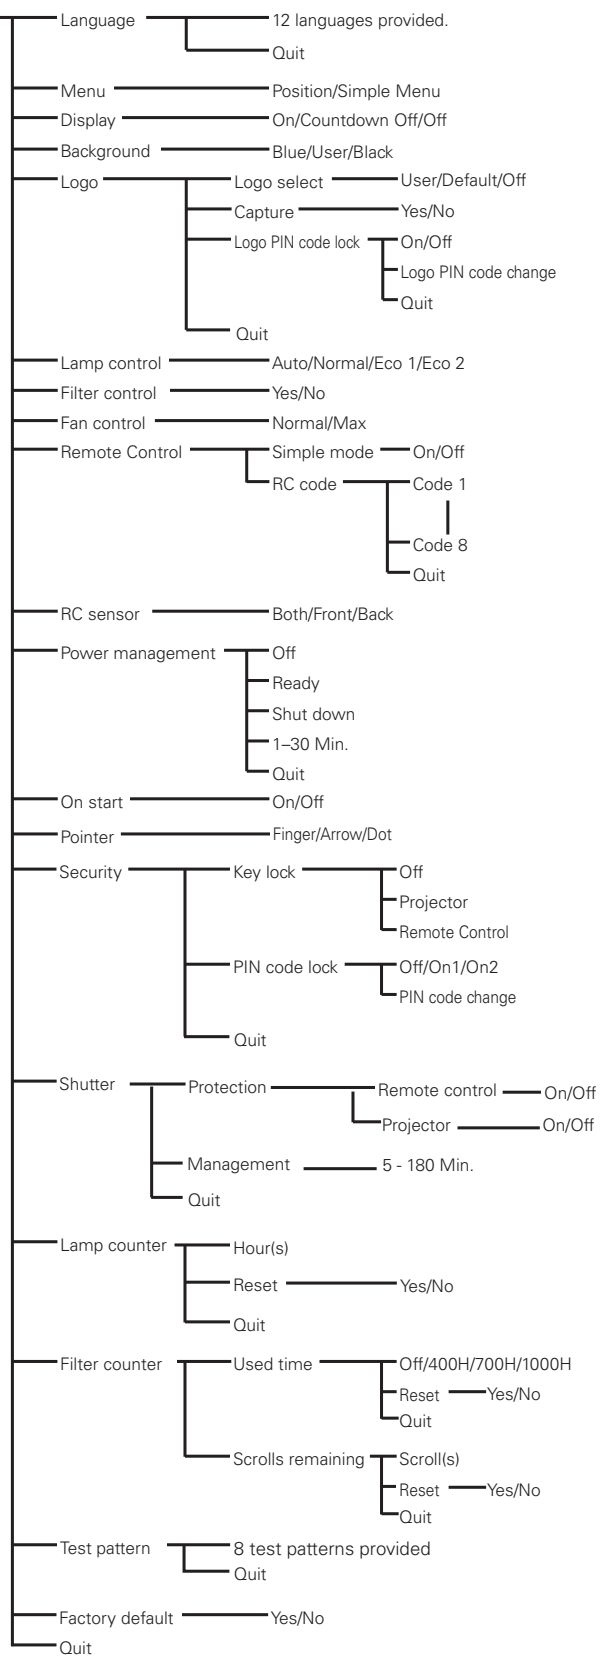 Language 12 languages provided.
Quit
Menu Position/Simple Menu
Display On/Countdown Off/Off
Background Blue/User/Black
Logo Logo select User/Default/Off
Capture Yes/No
Logo PIN code lock On/Off
Logo PIN code change
Quit
Quit
Lamp control Auto/Normal/Eco 1/Eco 2
Filter control Yes/No
Fan control Normal/Max
Remote Control Simple mode On/Off
RC code Code 1
Code 8
Quit
RC sensor Both/Front/Back
Power management Off
Ready
Shut down
1–30 Min.
Quit
On start On/Off
Pointer Finger/Arrow/Dot
Security Key lock Off
Projector
Remote Control
PIN code lock Off/On1/On2
PIN code change
Quit
Shutter Protection Remote control On/Off
Projector On/Off
Management 5 - 180 Min.
Quit
Lamp counter Hour(s)
Reset Yes/No
Quit
Filter counter Used time Off/400H/700H/1000H
Reset Yes/No
Quit
Scrolls remaining Scroll(s)
Reset Yes/No
Quit
Test pattern 8 test patterns provided
Quit
Factory default Yes/No
Quit